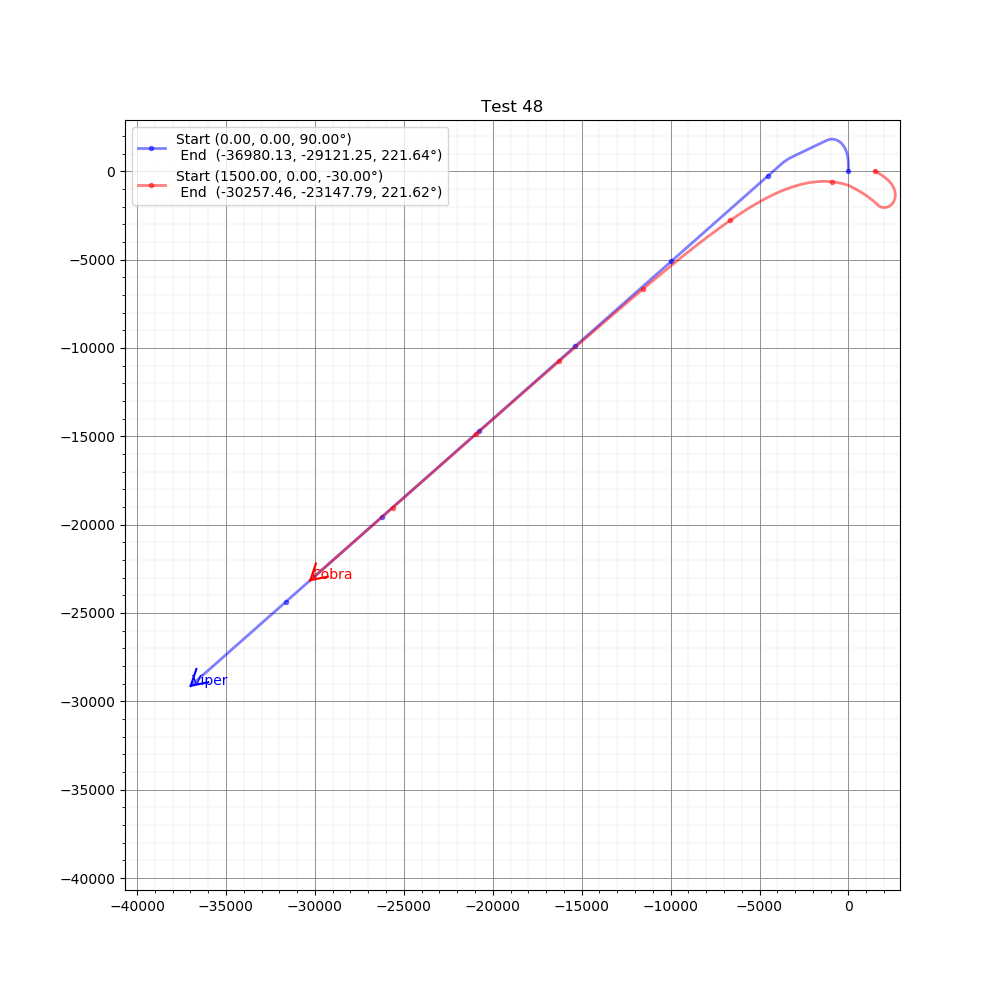 Test 48
Start (0.00, 0.00, 90.00°)
End (-36980.13, -29121.25, 221.64°)
Start (1500.00, 0.00, -30.00°)
End (-30257.46, -23147.79, 221.62°)
0
−5000
−10000
−15000
−20000
−25000
−30000
−35000
−40000
Cobra
Viper
−40000 −35000 −30000 −25000 −20000 −15000 −10000 −5000 0